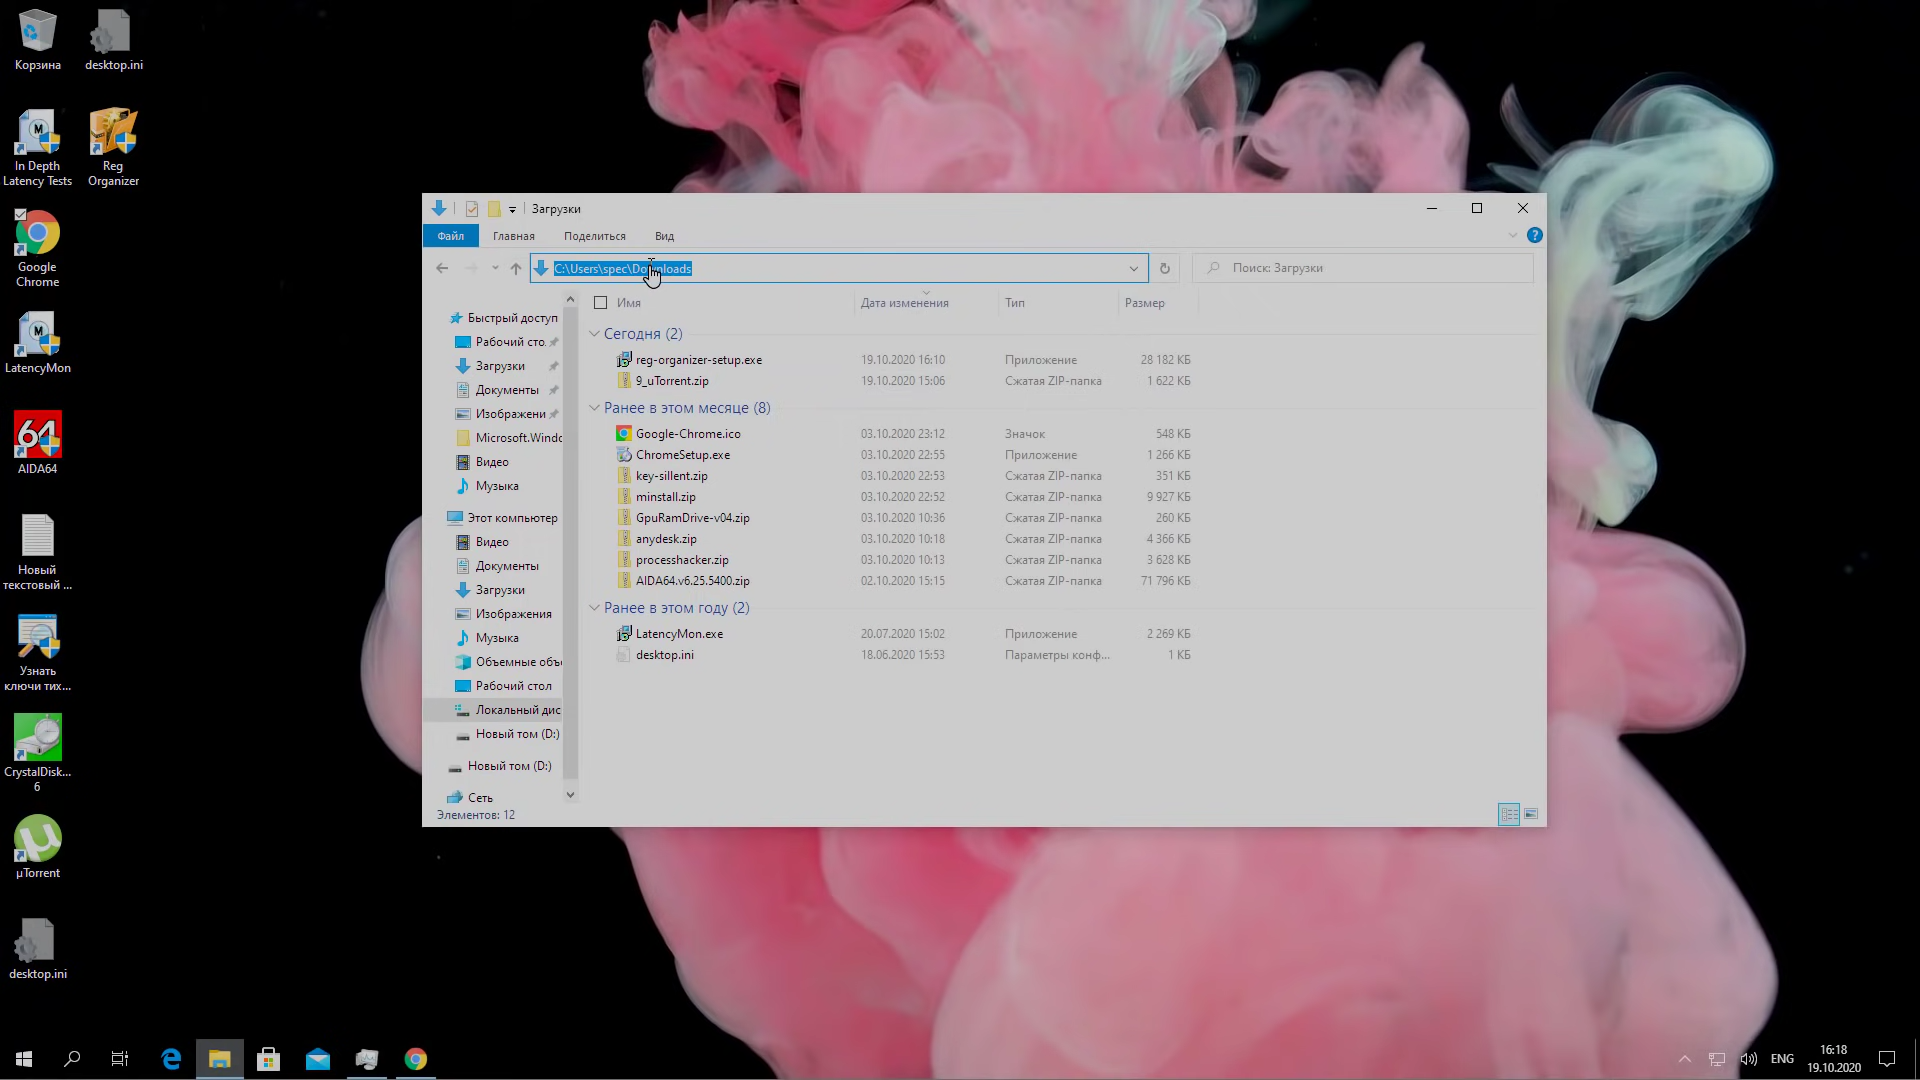 Корзина
desktop.ini
In Depth
Latency Tests
Reg
Organizer
Google
Chrome
LatencyMon
64
AIDA64
Новый
текстовый ...
Узнать
ключи тих...
CrystalDisk...
6
µTorrent
desktop.ini
Загрузки
Файл
Главная
Поделиться
Вид
C:\Users\spec\Downloads
Поиск: Загрузки
Имя
Дата изменения
Тип
Размер
Быстрый доступ
Рабочий сто.
Загрузки
Документы
Изображени
Microsoft.Windo
Видео
Музыка
Этот компьютер
Видео
Документы
Загрузки
Изображения
Музыка
Объемные объ
Рабочий стол
Локальный дис
Новый том (D:)
Новый том (D:)
Сеть
Сегодня (2)
reg-organizer-setup.exe 19.10.2020 16:10 Приложение 28 182 КБ
9_uTorrent.zip 19.10.2020 15:06 Сжатая ZIP-папка 1 622 КБ
Ранее в этом месяце (8)
Google-Chrome.ico 03.10.2020 23:12 Значок 548 КБ
ChromeSetup.exe 03.10.2020 22:55 Приложение 1 266 КБ
key-sillent.zip 03.10.2020 22:53 Сжатая ZIP-папка 351 КБ
minstall.zip 03.10.2020 22:52 Сжатая ZIP-папка 9 927 КБ
GpuRamDrive-v04.zip 03.10.2020 10:36 Сжатая ZIP-папка 260 КБ
anydesk.zip 03.10.2020 10:18 Сжатая ZIP-папка 4 366 КБ
processhacker.zip 03.10.2020 10:13 Сжатая ZIP-папка 3 628 КБ
AIDA64.v6.25.5400.zip 02.10.2020 15:15 Сжатая ZIP-папка 71 796 КБ
Ранее в этом году (2)
LatencyMon.exe 20.07.2020 15:02 Приложение 2 269 КБ
desktop.ini 18.06.2020 15:53 Параметры конф... 1 КБ
Элементов: 12
ENG
16:18
19.10.2020